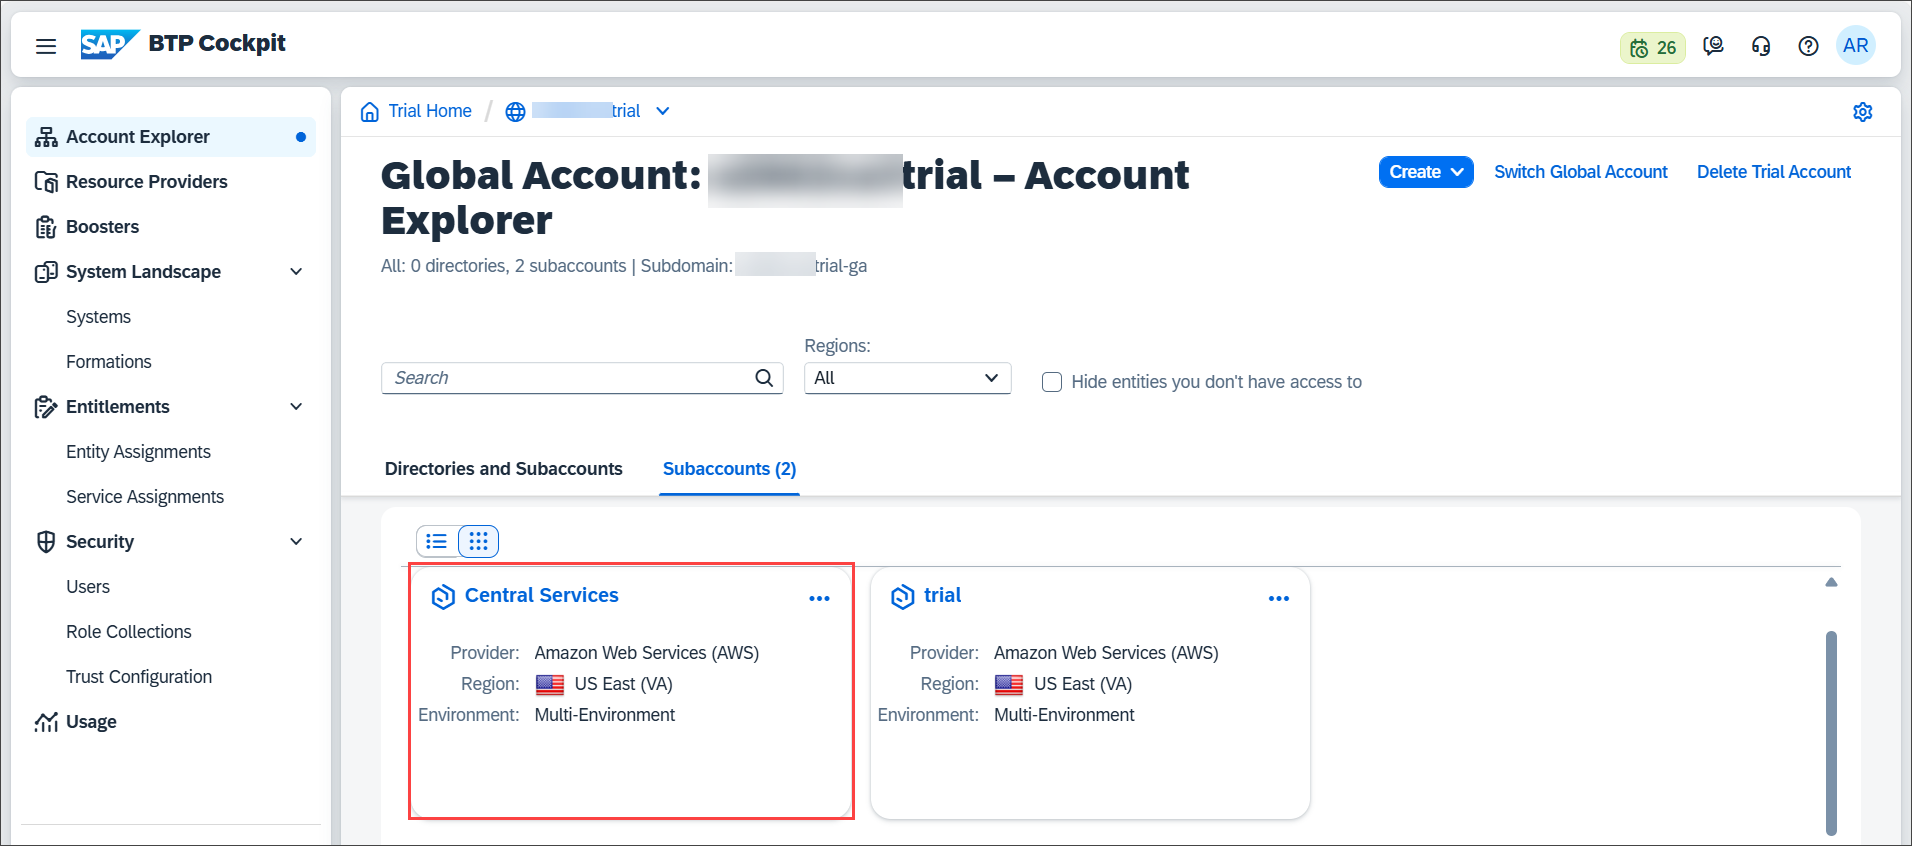 SAP BTP Cockpit
26
AR
Account Explorer
Resource Providers
Boosters
System Landscape
Systems
Formations
Entitlements
Entity Assignments
Service Assignments
Security
Users
Role Collections
Trust Configuration
Usage
Trial Home / trial
Global Account: trial – Account
Explorer
Create
Switch Global Account
Delete Trial Account
All: 0 directories, 2 subaccounts | Subdomain: trial-ga
Regions:
Search
All
Hide entities you don't have access to
Directories and Subaccounts
Subaccounts (2)
Central Services
Provider: Amazon Web Services (AWS)
Region: US East (VA)
Environment: Multi-Environment
trial
Provider: Amazon Web Services (AWS)
Region: US East (VA)
Environment: Multi-Environment